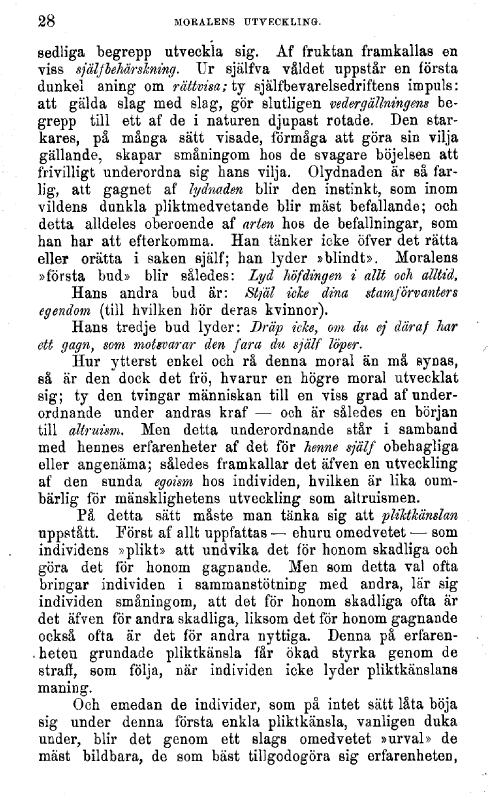 28 MORALENS UTVECKLING.
sedliga begrepp utveckla sig. Af fruktan framkallas en
viss självbehärskning. Ur själfva våldet uppstår en första
dunkel aning om rättvisa; ty själfbevarelsedriftens impuls:
att gälda slag med slag, gör slutligen vedergällningens be-
grepp till ett af de i naturen djupast rotade. Den star-
kares, på många sätt visade, förmåga att göra sin vilja
gällande, skapar småningom hos de svagare böjelsen att
frivilligt underordna sig hans vilja. Olydnaden är så far-
lig, att gagnet af lydnaden blir den instinkt, som inom
vildens dunkla pliktmedvetande blir mäst befallande; och
detta alldeles oberoende af arten hos de befallningar, som
han har att efterkomma. Han tänker icke öfver det rätta
eller orätta i saken själf; han lyder »blindt». Moralens
»första bud» blir således: Lyd höfdingen i allt och alltid.
Hans andra bud är: Stjäl icke dina stamförvanters
egendom (till hvilken hör deras kvinnor).
Hans tredje bud lyder: Dräp icke, om du ej däraf har
ett gagn, som motsvarar den fara du själf löper.
Hur ytterst enkel och rå denna moral än må synas,
så är den dock det frö, hvarur en högre moral utvecklat
sig; ty den tvingar människan till en viss grad af under-
ordnande under andras kraf — och är således en början
till altruism. Men detta underordnande står i samband
med hennes erfarenheter af det för henne själf obehagliga
eller angenäma; således framkallar det äfven en utveckling
af den sunda egoism hos individen, hvilken är lika oum-
bärlig för mänsklighetens utveckling som altruismen.
På detta sätt måste man tänka sig att pliktkänslan
uppstått. Först af allt uppfattas — ehuru omedvetet — som
individens »plikt» att undvika det för honom skadliga och
göra det för honom gagnande. Men som detta val ofta
bringar individen i sammanstötning med andra, lär sig
individen småningom, att det för honom skadliga ofta är
det äfven för andra skadliga, liksom det för honom gagnande
också ofta är det för andra nyttiga. Denna på erfaren-
heten grundade pliktkänsla får ökad styrka genom de
straff, som följa, när individen icke lyder pliktkänslans
maning.
Och emedan de individer, som på intet sätt låta böja
sig under denna första enkla pliktkänsla, vanligen duka
under, blir det genom ett slags omedvetet »urval» de
mäst bildbara, de som bäst tillgodogöra sig erfarenheten,